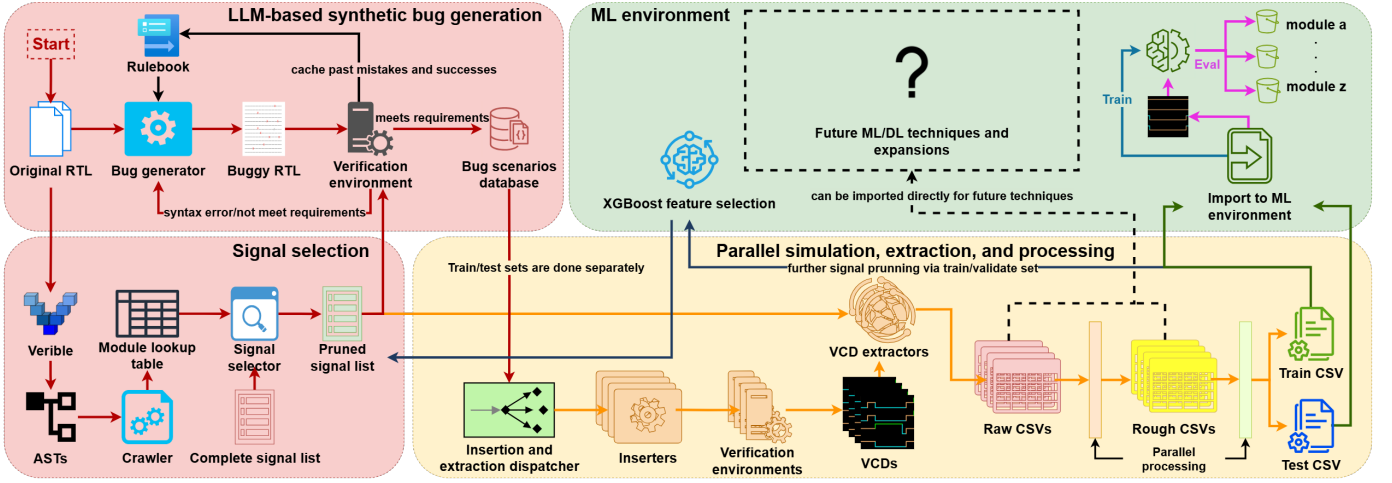 LLM-based synthetic bug generation
Start
Rulebook
cache past mistakes and successes
meets requirements
Original RTL
Bug generator
Buggy RTL
Verification
environment
Bug scenarios
database
syntax error/not meet requirements
ML environment
?
Future ML/DL techniques and
expansions
XGBoost feature selection
can be imported directly for future techniques
Train
Eval
module a
.
.
.
module z
Import to ML
environment
Signal selection
Verible
Module lookup
table
Signal
selector
Pruned
signal list
ASTs
Crawler
Complete signal list
Parallel simulation, extraction, and processing
Train/test sets are done separately
further signal prunning via train/validate set
VCD extractors
Insertion and
extraction dispatcher
Inserters
Verification
environments
VCDs
Raw CSVs
Rough CSVs
Parallel
processing
Train CSV
Test CSV